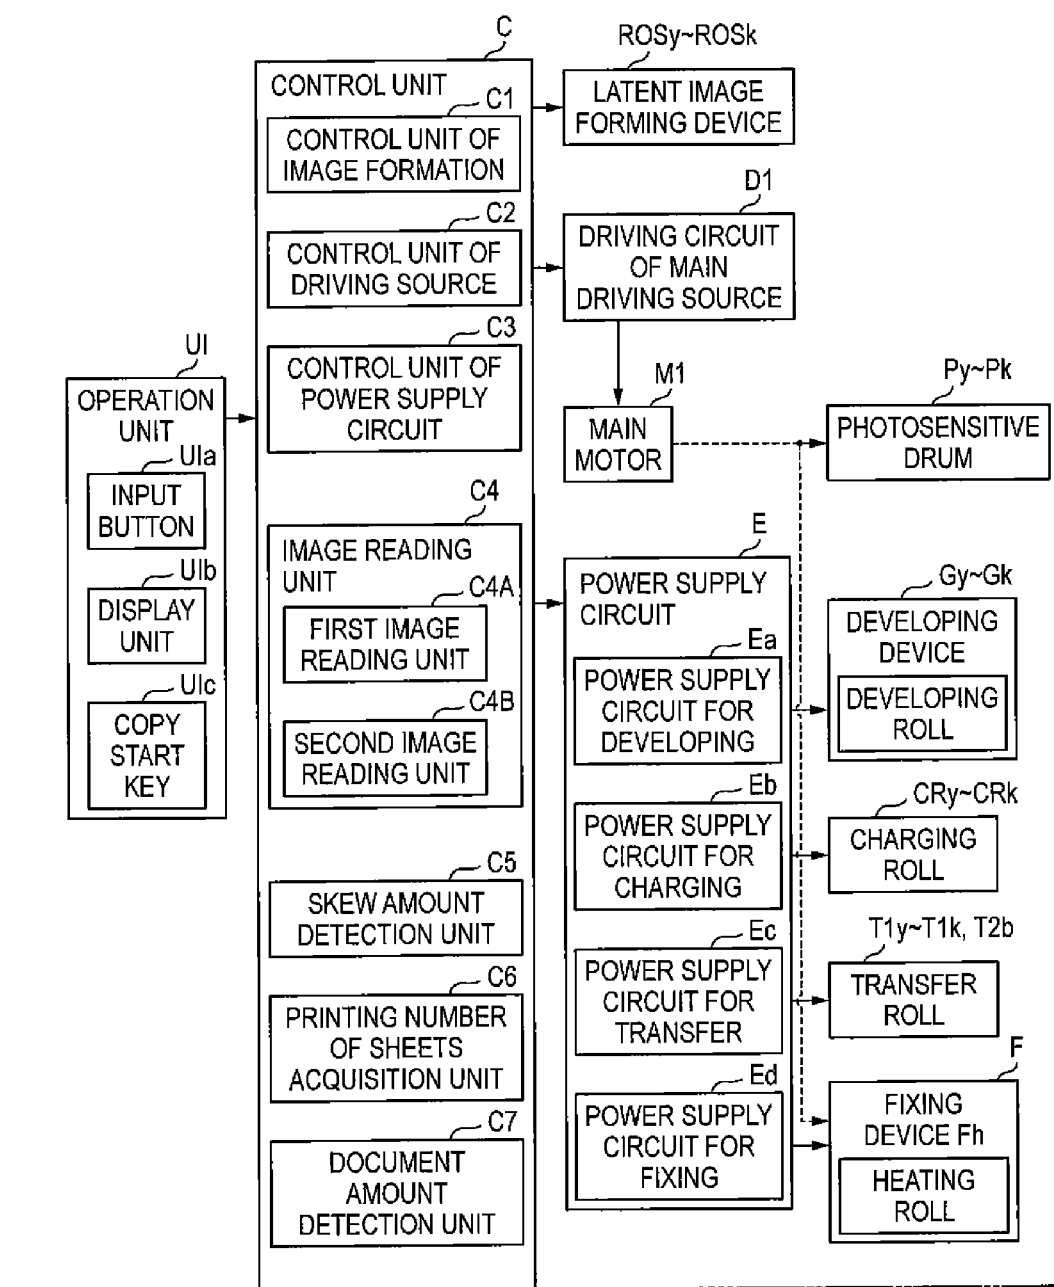 UI
OPERATION
UNIT
UIa
INPUT
BUTTON
UIb
DISPLAY
UNIT
UIc
COPY
START
KEY
C
CONTROL UNIT
C1
CONTROL UNIT OF
IMAGE FORMATION
C2
CONTROL UNIT OF
DRIVING SOURCE
C3
CONTROL UNIT OF
POWER SUPPLY
CIRCUIT
C4
IMAGE READING
UNIT
C4A
FIRST IMAGE
READING UNIT
C4B
SECOND IMAGE
READING UNIT
C5
SKEW AMOUNT
DETECTION UNIT
C6
PRINTING NUMBER
OF SHEETS
ACQUISITION UNIT
C7
DOCUMENT
AMOUNT
DETECTION UNIT
ROSy~ROSk
LATENT IMAGE
FORMING DEVICE
D1
DRIVING CIRCUIT
OF MAIN
DRIVING SOURCE
M1
MAIN
MOTOR
Py~Pk
PHOTOSENSITIVE
DRUM
E
POWER SUPPLY
CIRCUIT
Ea
POWER SUPPLY
CIRCUIT FOR
DEVELOPING
Eb
POWER SUPPLY
CIRCUIT FOR
CHARGING
Ec
POWER SUPPLY
CIRCUIT FOR
TRANSFER
Ed
POWER SUPPLY
CIRCUIT FOR
FIXING
Gy~Gk
DEVELOPING
DEVICE
DEVELOPING
ROLL
CRy~CRk
CHARGING
ROLL
T1y~T1k, T2b
TRANSFER
ROLL
F
FIXING
DEVICE Fh
HEATING
ROLL